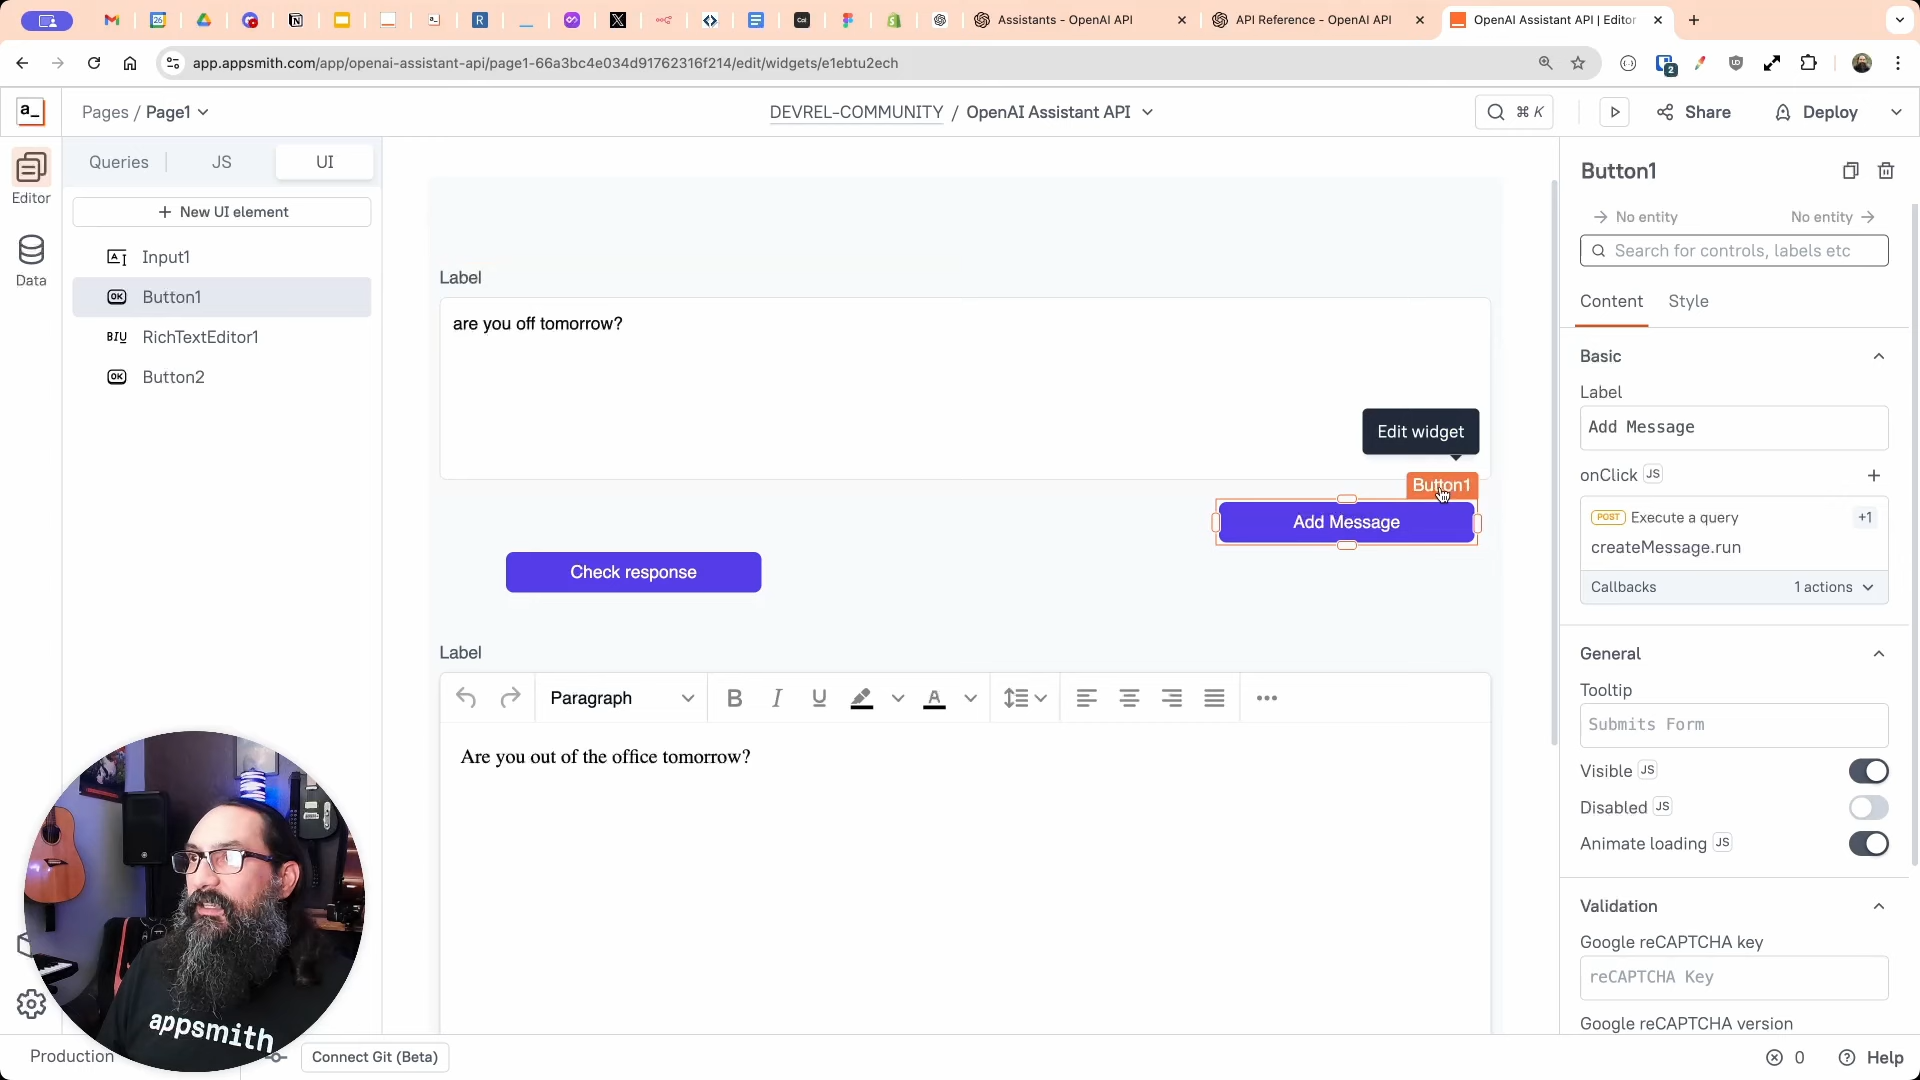 Assistants - OpenAI API
API Reference - OpenAI API
OpenAI Assistant API | Editor
app.appsmith.com/app/openai-assistant-api/page1-66a3bc4e034d91762316f214/edit/widgets/e1ebtu2ech
2
a_
Pages / Page1
DEVREL-COMMUNITY / OpenAI Assistant API
⌘ K
Share
Deploy
Editor
Data
Queries
JS
UI
+ New UI element
Input1
Button1
RichTextEditor1
Button2
Label
are you off tomorrow?
Edit widget
Button1
Add Message
Check response
Label
Paragraph
Are you out of the office tomorrow?
Button1
No entity
No entity
Search for controls, labels etc
Content
Style
Basic
Label
Add Message
onClick JS
POST Execute a query +1
createMessage.run
Callbacks 1 actions
General
Tooltip
Submits Form
Visible JS
Disabled JS
Animate loading JS
Validation
Google reCAPTCHA key
reCAPTCHA Key
Google reCAPTCHA version
appsmith
Production
Connect Git (Beta)
0
Help